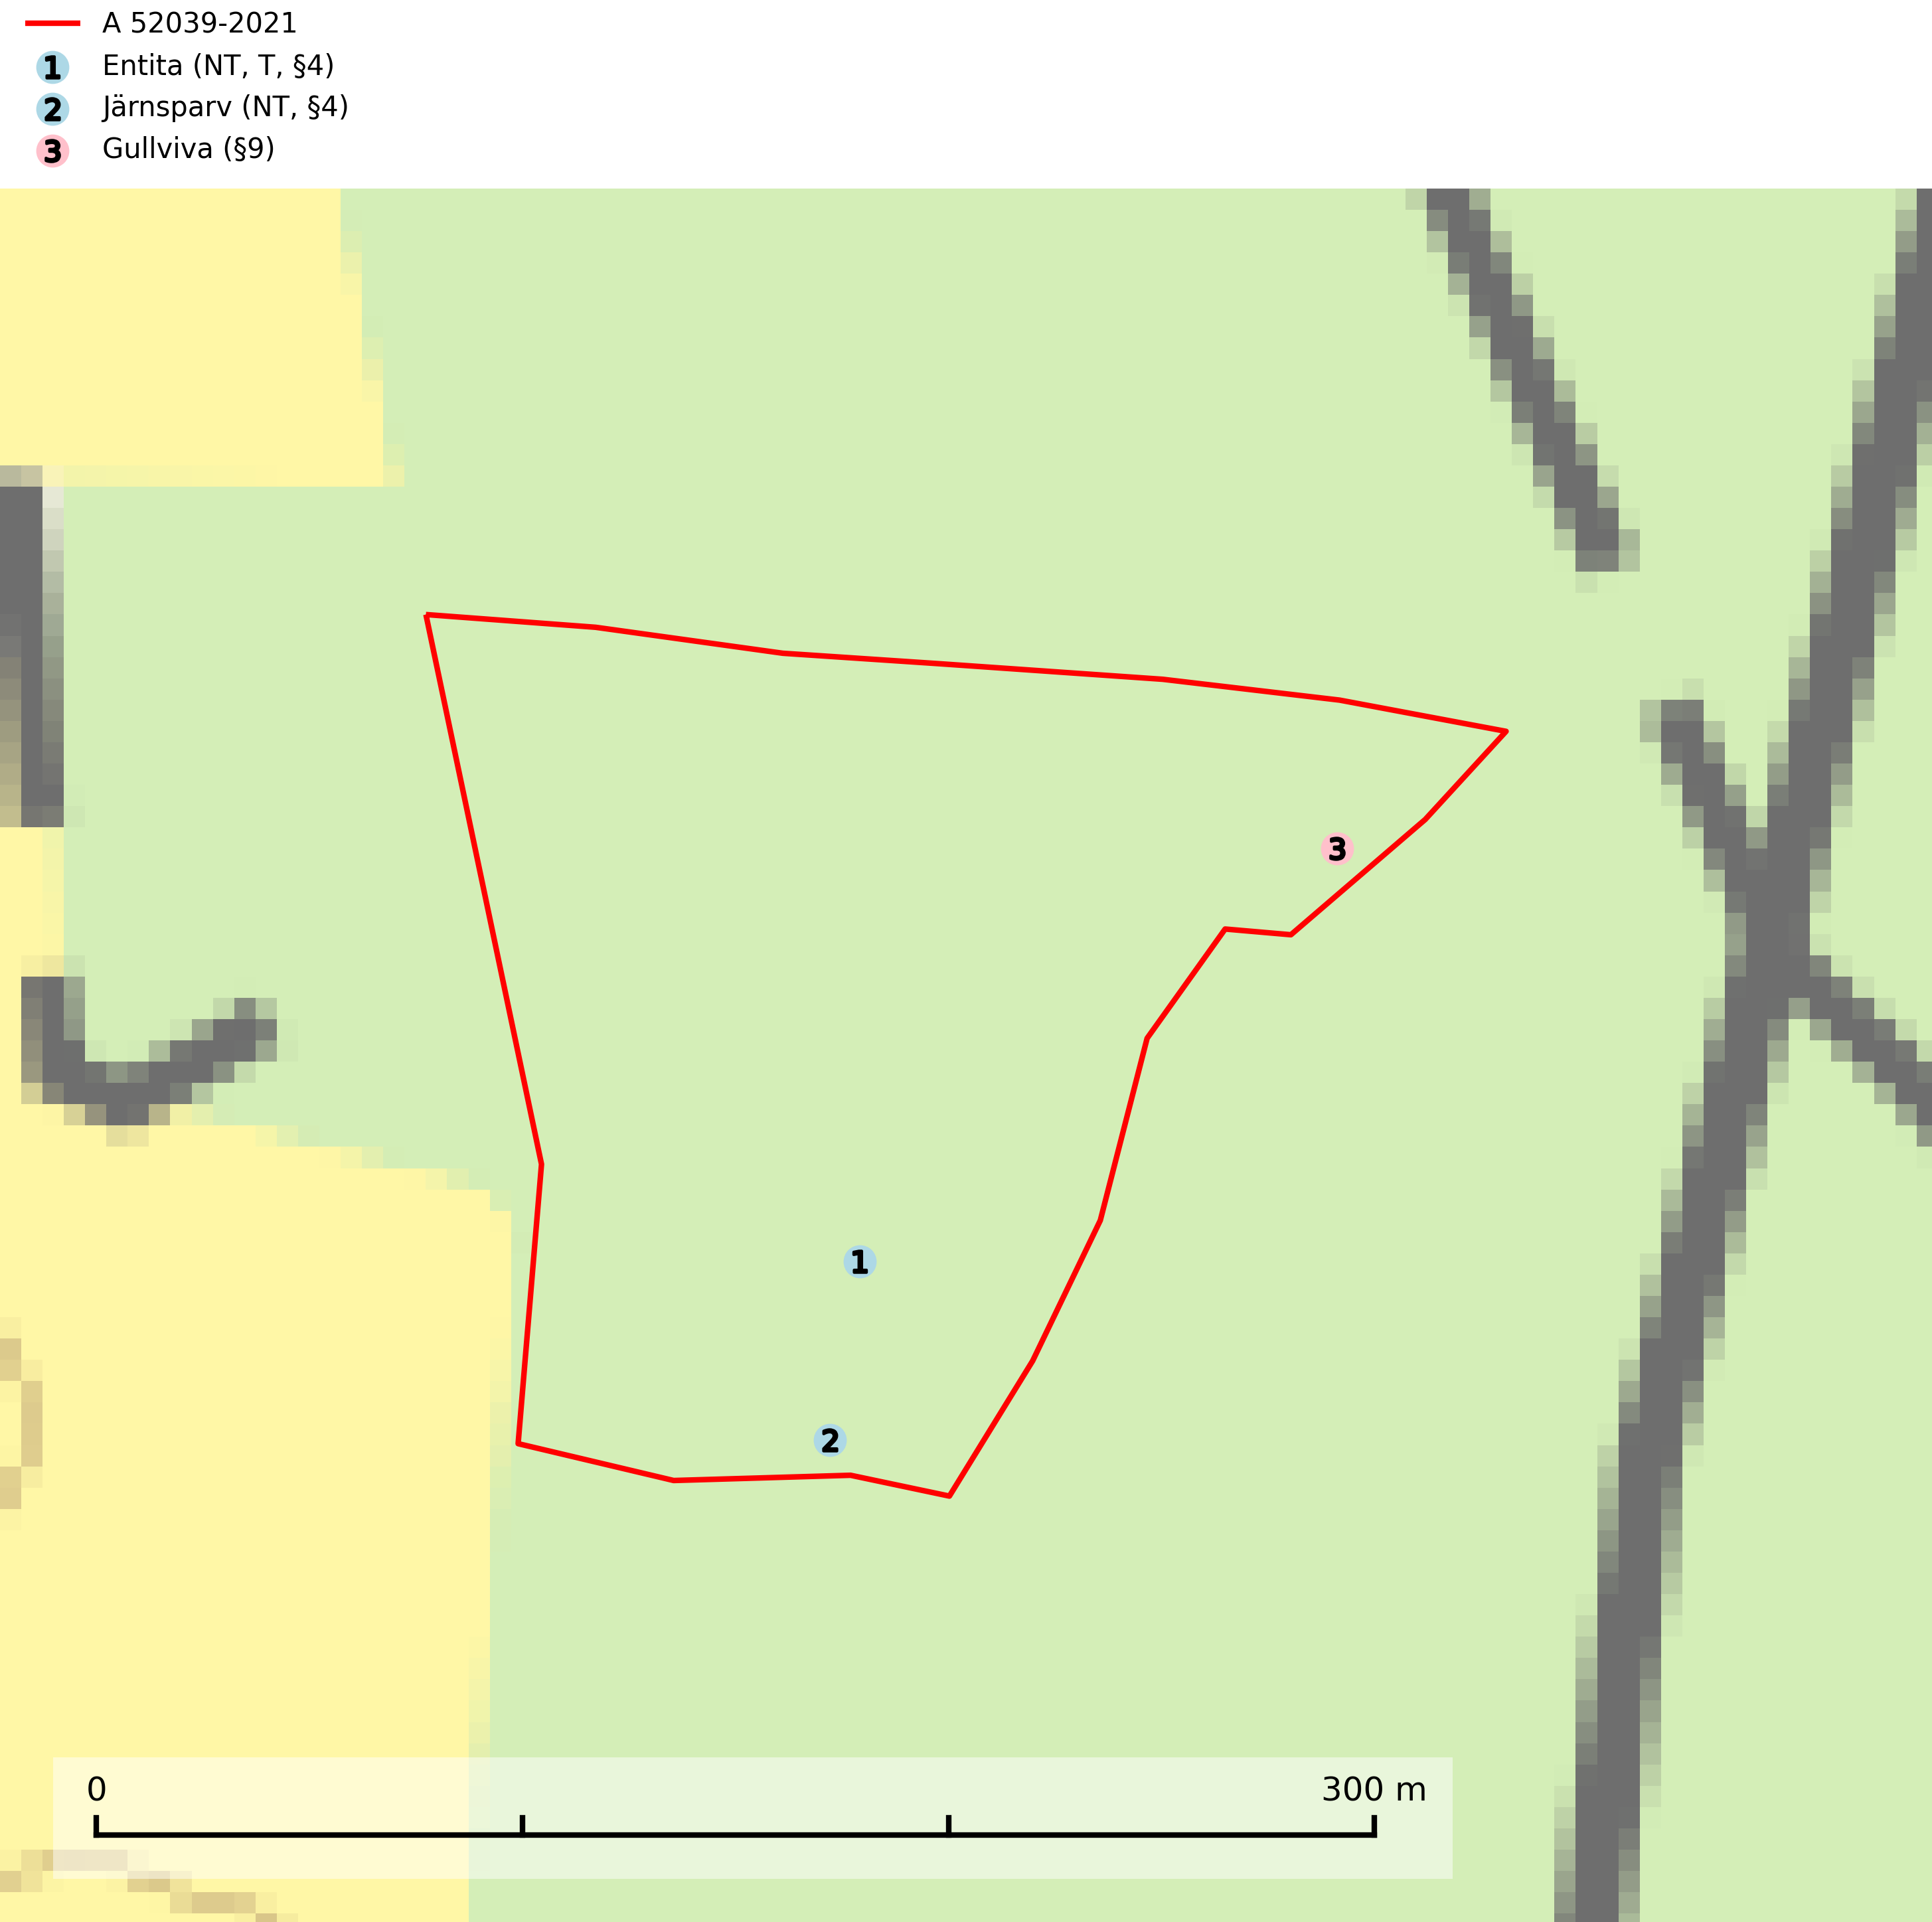 A 52039-2021
1 Entita (NT, T, §4)
2 Järnsparv (NT, §4)
3 Gullviva (§9)
3
1
2
0 300 m